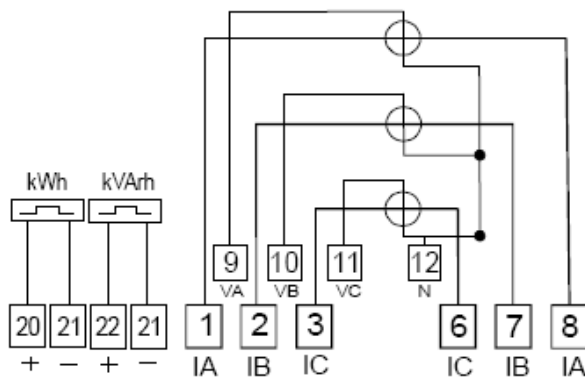 kWh kVArh
9 10 11 12
VA VB VC N
20 21 22 21 1 2 3 6 7 8
+ − + − IA IB IC IC IB IA